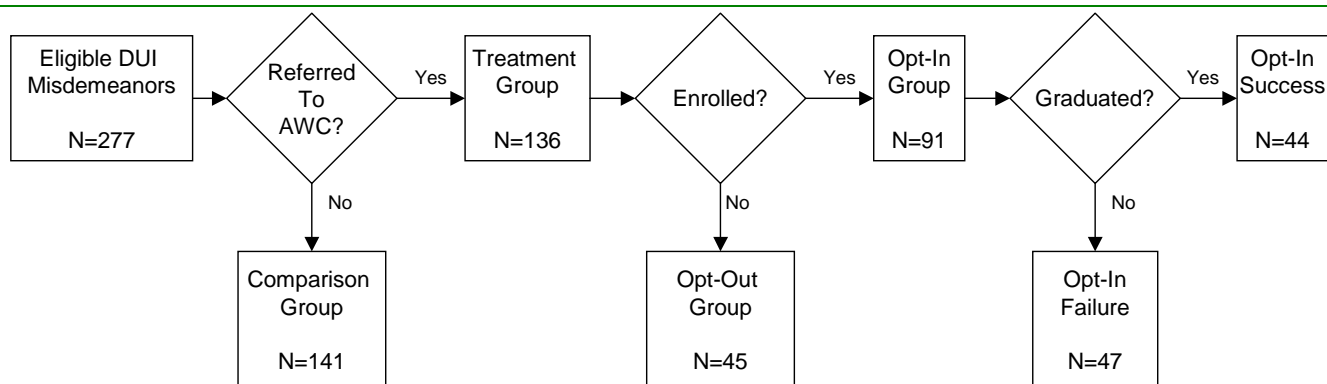 Eligible DUI
Misdemeanors
N=277
Referred
To
AWC?
Yes
No
Comparison
Group
N=141
Treatment
Group
N=136
Enrolled?
Yes
No
Opt-Out
Group
N=45
Opt-In
Group
N=91
Graduated?
Yes
No
Opt-In
Failure
N=47
Opt-In
Success
N=44